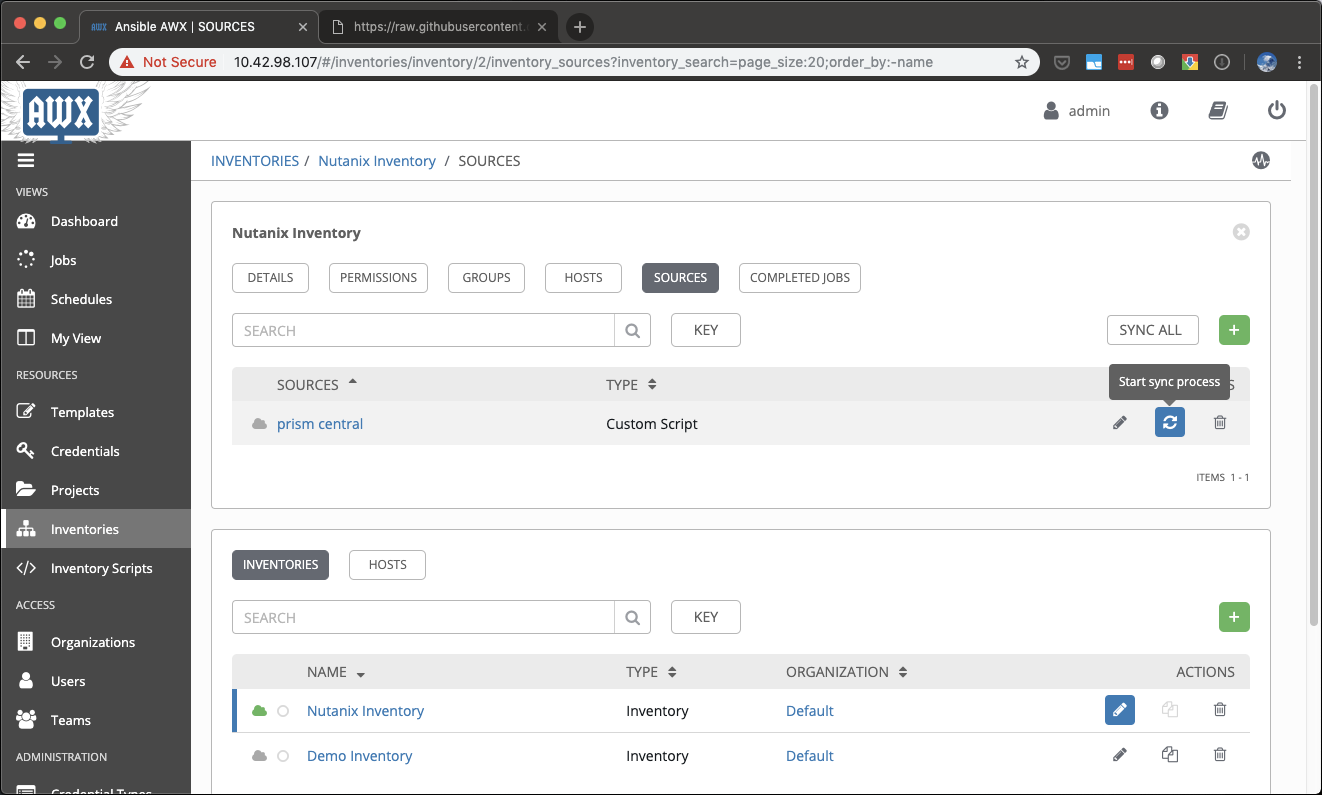 AWX Ansible AWX | SOURCES
https://raw.githubusercontent.
Not Secure 10.42.98.107/#/inventories/inventory/2/inventory_sources?inventory_search=page_size:20;order_by:-name
AWX
admin
INVENTORIES / Nutanix Inventory / SOURCES
VIEWS
Dashboard
Jobs
Schedules
My View
RESOURCES
Templates
Credentials
Projects
Inventories
Inventory Scripts
ACCESS
Organizations
Users
Teams
ADMINISTRATION
Credential Types
Nutanix Inventory
DETAILS PERMISSIONS GROUPS HOSTS SOURCES COMPLETED JOBS
SEARCH KEY SYNC ALL
SOURCES TYPE S
Start sync process
prism central Custom Script
ITEMS 1 - 1
INVENTORIES HOSTS
SEARCH KEY
NAME TYPE ORGANIZATION ACTIONS
Nutanix Inventory Inventory Default
Demo Inventory Inventory Default